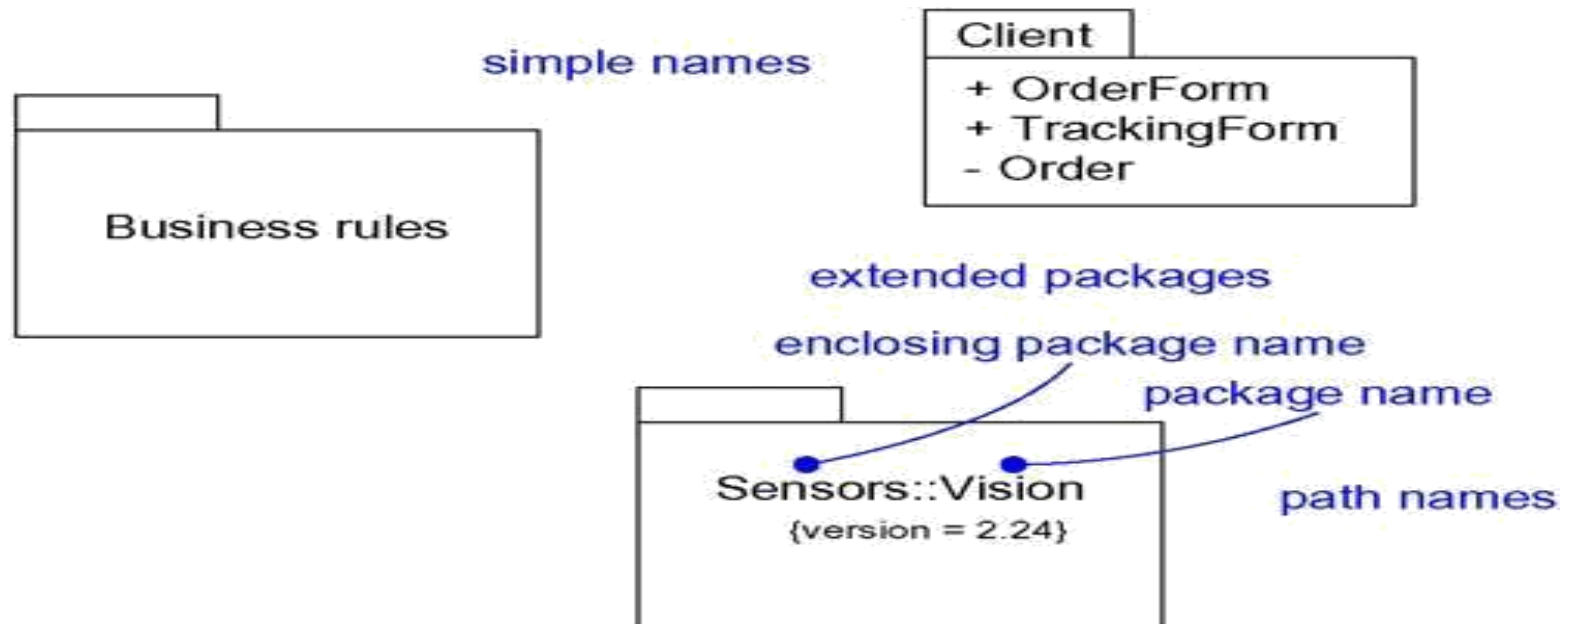 Client
simple names
+ OrderForm
+ TrackingForm
- Order
Business rules
extended packages
enclosing package name
package name
Sensors::Vision
path names
{version = 2.24}